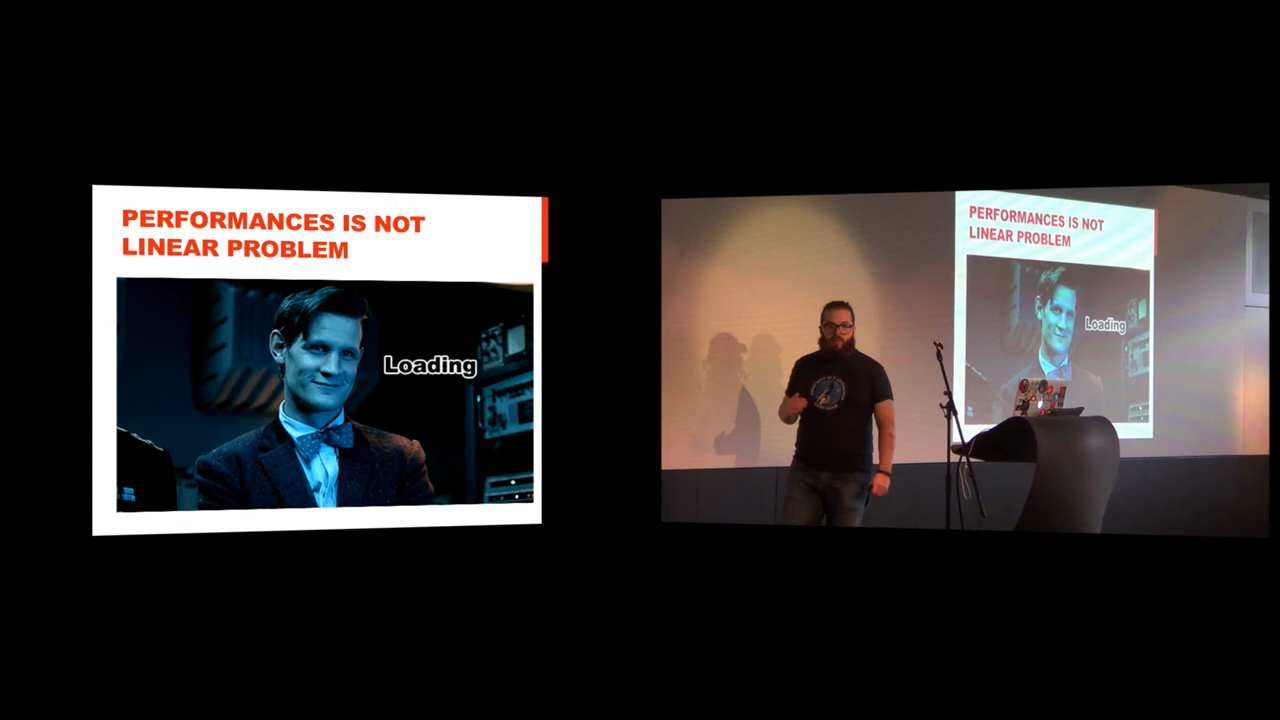 PERFORMANCES IS NOT
LINEAR PROBLEM
Loading
PERFORMANCES IS NOT
LINEAR PROBLEM
Loading